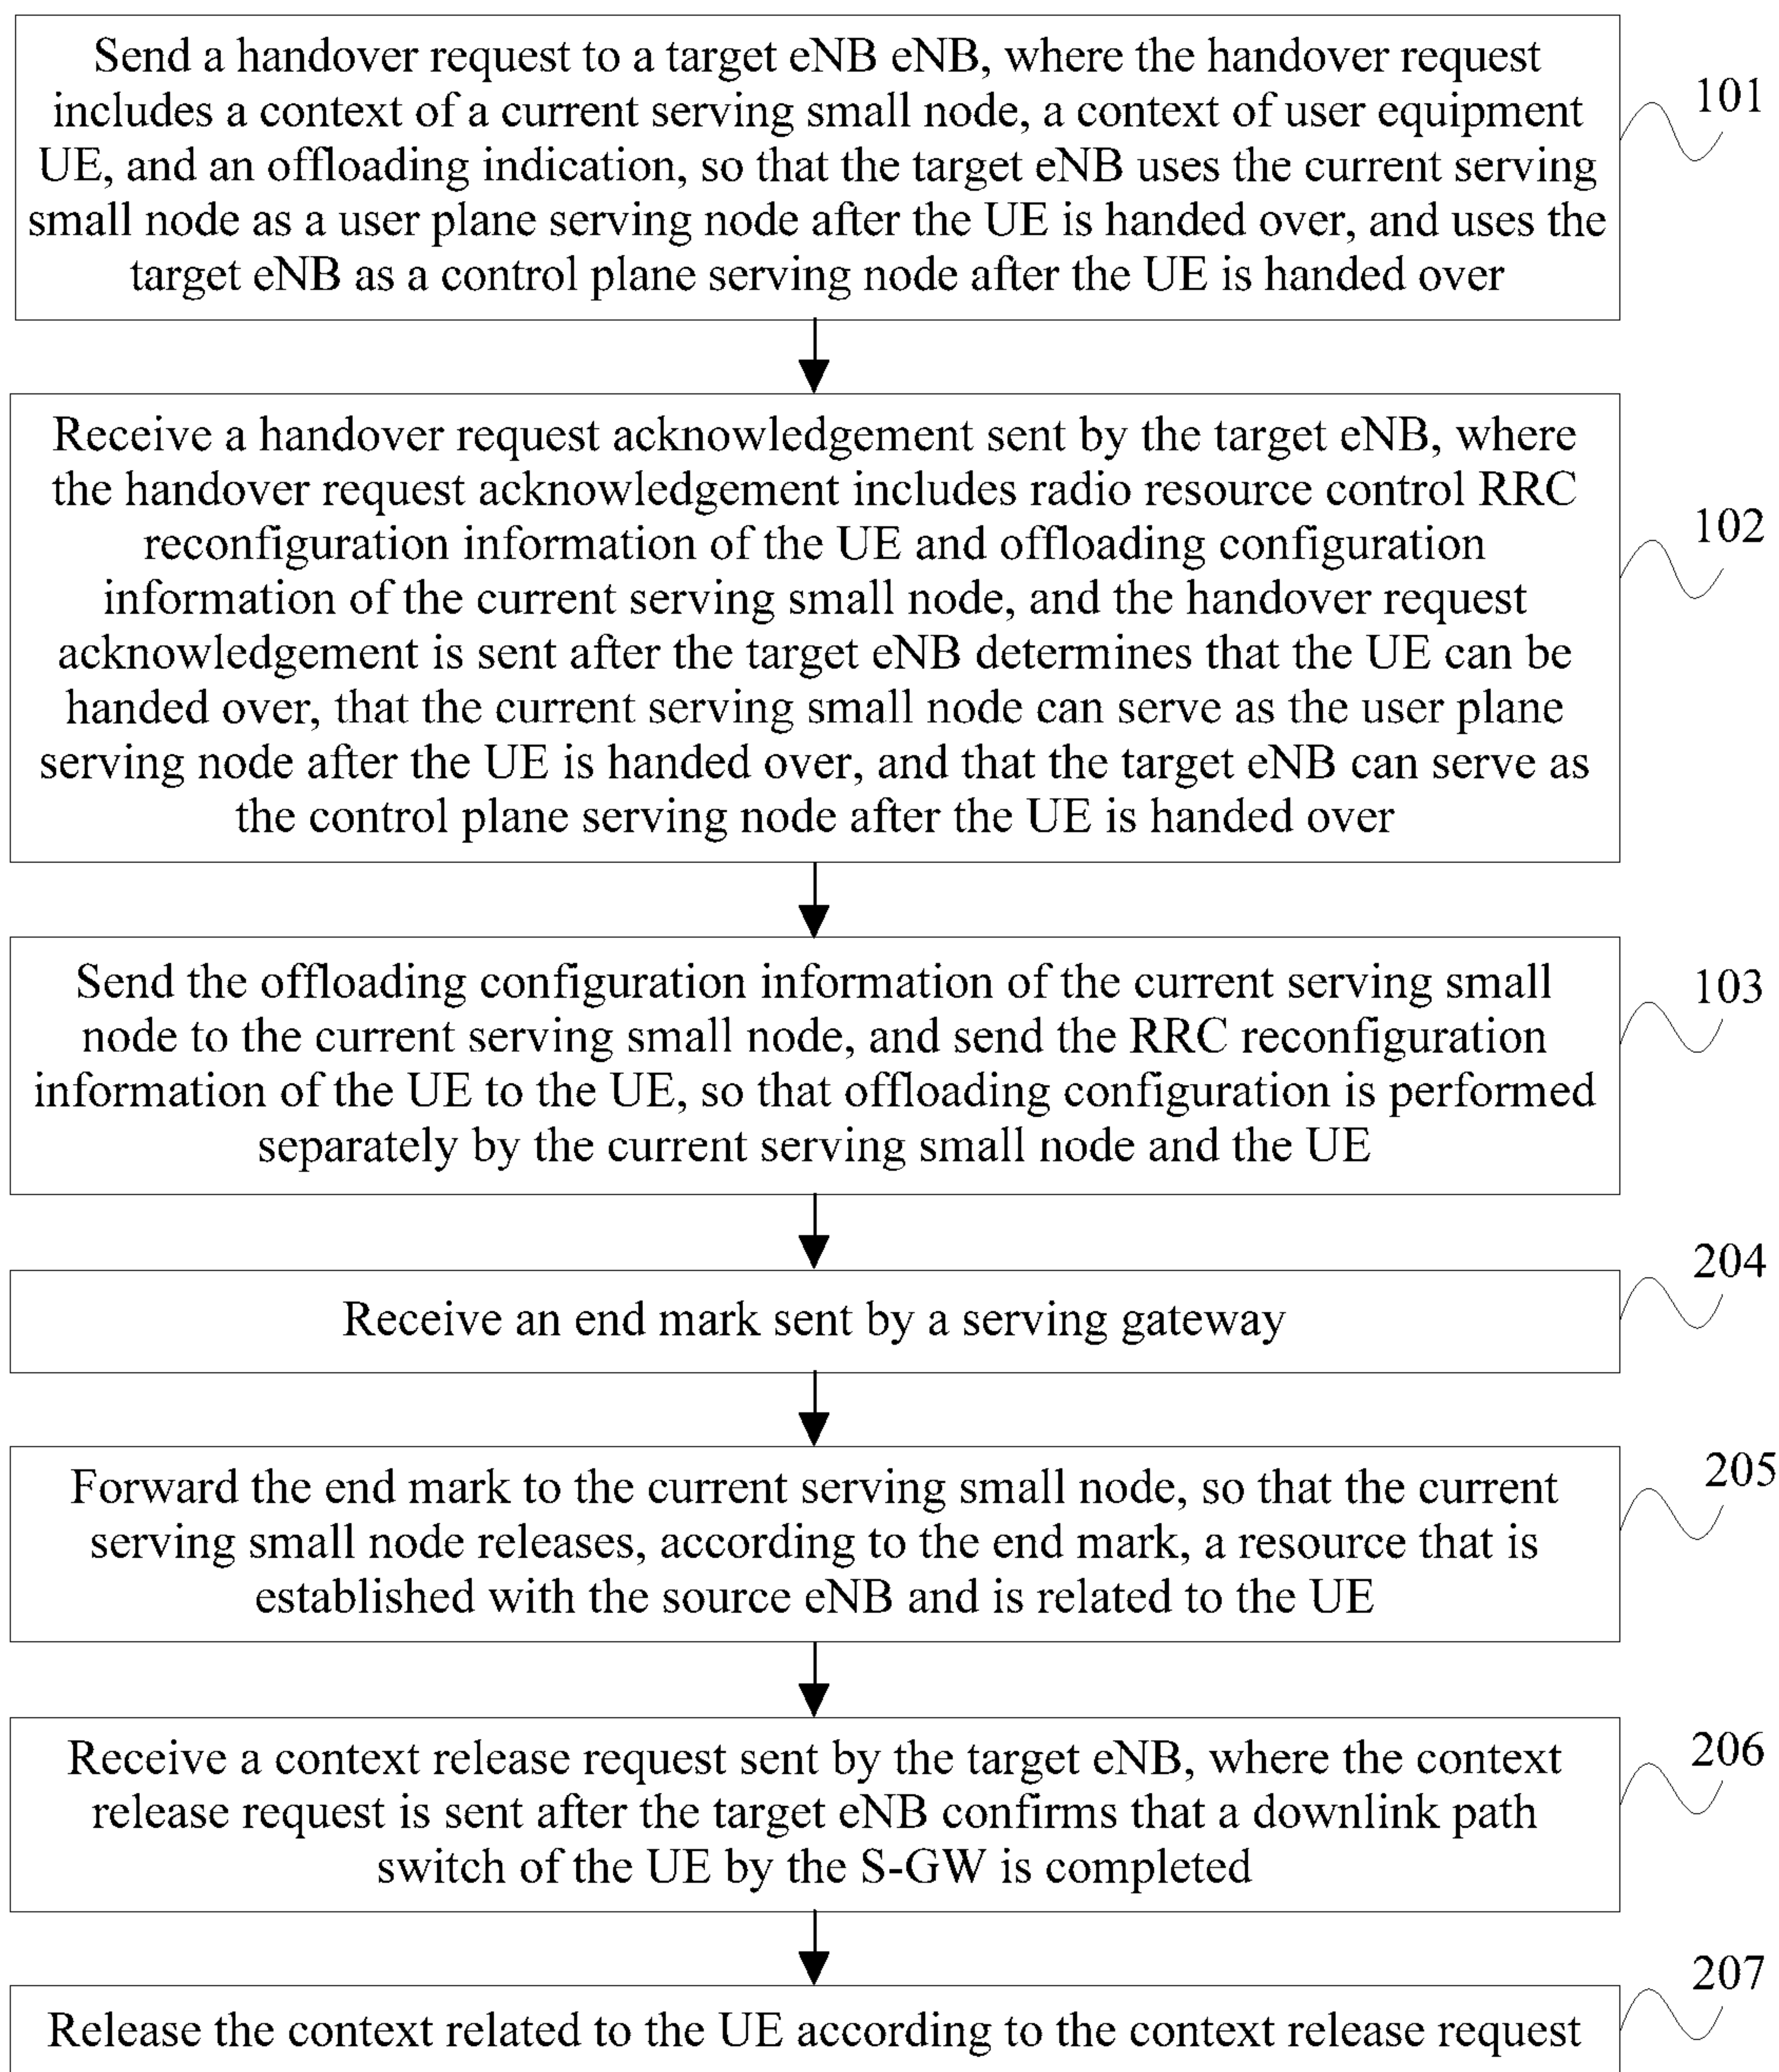 Send a handover request to a target eNB eNB, where the handover request
includes a context of a current serving small node, a context of user equipment
UE, and an offloading indication, so that the target eNB uses the current serving
small node as a user plane serving node after the UE is handed over, and uses the
target eNB as a control plane serving node after the UE is handed over
101
Receive a handover request acknowledgement sent by the target eNB, where
the handover request acknowledgement includes radio resource control RRC
reconfiguration information of the UE and offloading configuration
information of the current serving small node, and the handover request
acknowledgement is sent after the target eNB determines that the UE can be
handed over, that the current serving small node can serve as the user plane
serving node after the UE is handed over, and that the target eNB can serve as
the control plane serving node after the UE is handed over
102
Send the offloading configuration information of the current serving small
node to the current serving small node, and send the RRC reconfiguration
information of the UE to the UE, so that offloading configuration is performed
separately by the current serving small node and the UE
103
Receive an end mark sent by a serving gateway
204
Forward the end mark to the current serving small node, so that the current
serving small node releases, according to the end mark, a resource that is
established with the source eNB and is related to the UE
205
Receive a context release request sent by the target eNB, where the context
release request is sent after the target eNB confirms that a downlink path
switch of the UE by the S-GW is completed
206
Release the context related to the UE according to the context release request
207